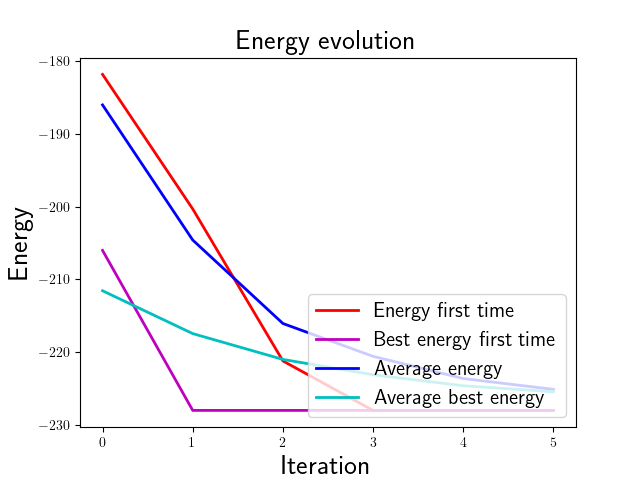 Energy evolution
−180
−190
−200
−210
−220
−230
Energy
0 1 2 3 4 5
Iteration
Energy first time
Best energy first time
Average energy
Average best energy